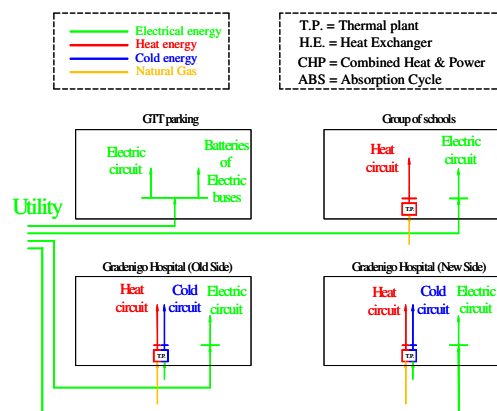 Electrical energy
Heat energy
Cold energy
Natural Gas
T.P. = Thermal plant
H.E. = Heat Exchanger
CHP = Combined Heat & Power
ABS = Absorption Cycle
GTT parking
Electric
circuit
Batteries
of
Electric
buses
Group of schools
Heat
circuit
Electric
circuit
T.P.
Utility
Gradenigo Hospital (Old Side)
Heat
circuit
Cold
circuit
Electric
circuit
T.P.
Gradenigo Hospital (New Side)
Heat
circuit
Cold
circuit
Electric
circuit
T.P.